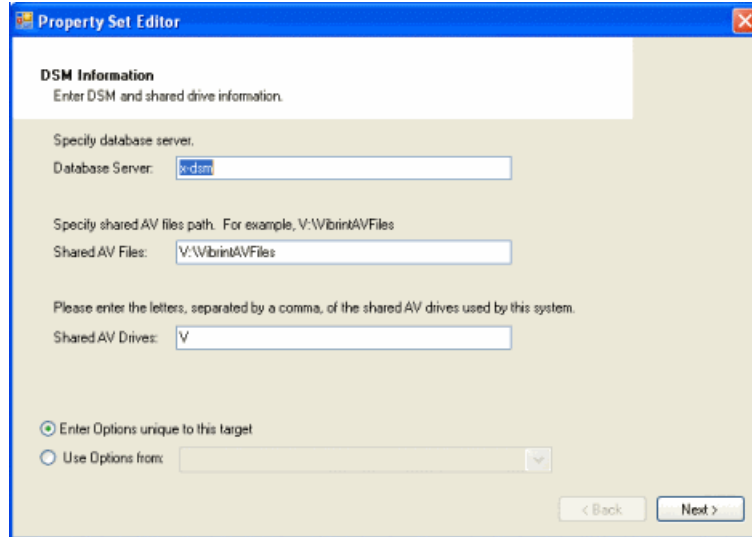 Property Set Editor
DSM Information
Enter DSM and shared drive information.
Specify database server.
Database Server: x-dsm
Specify shared AV files path. For example, V:\VibrintAVFiles
Shared AV Files: V:\VibrintAVFiles
Please enter the letters, separated by a comma, of the shared AV drives used by this system.
Shared AV Drives: V
Enter Options unique to this target
Use Options from:
< Back Next >